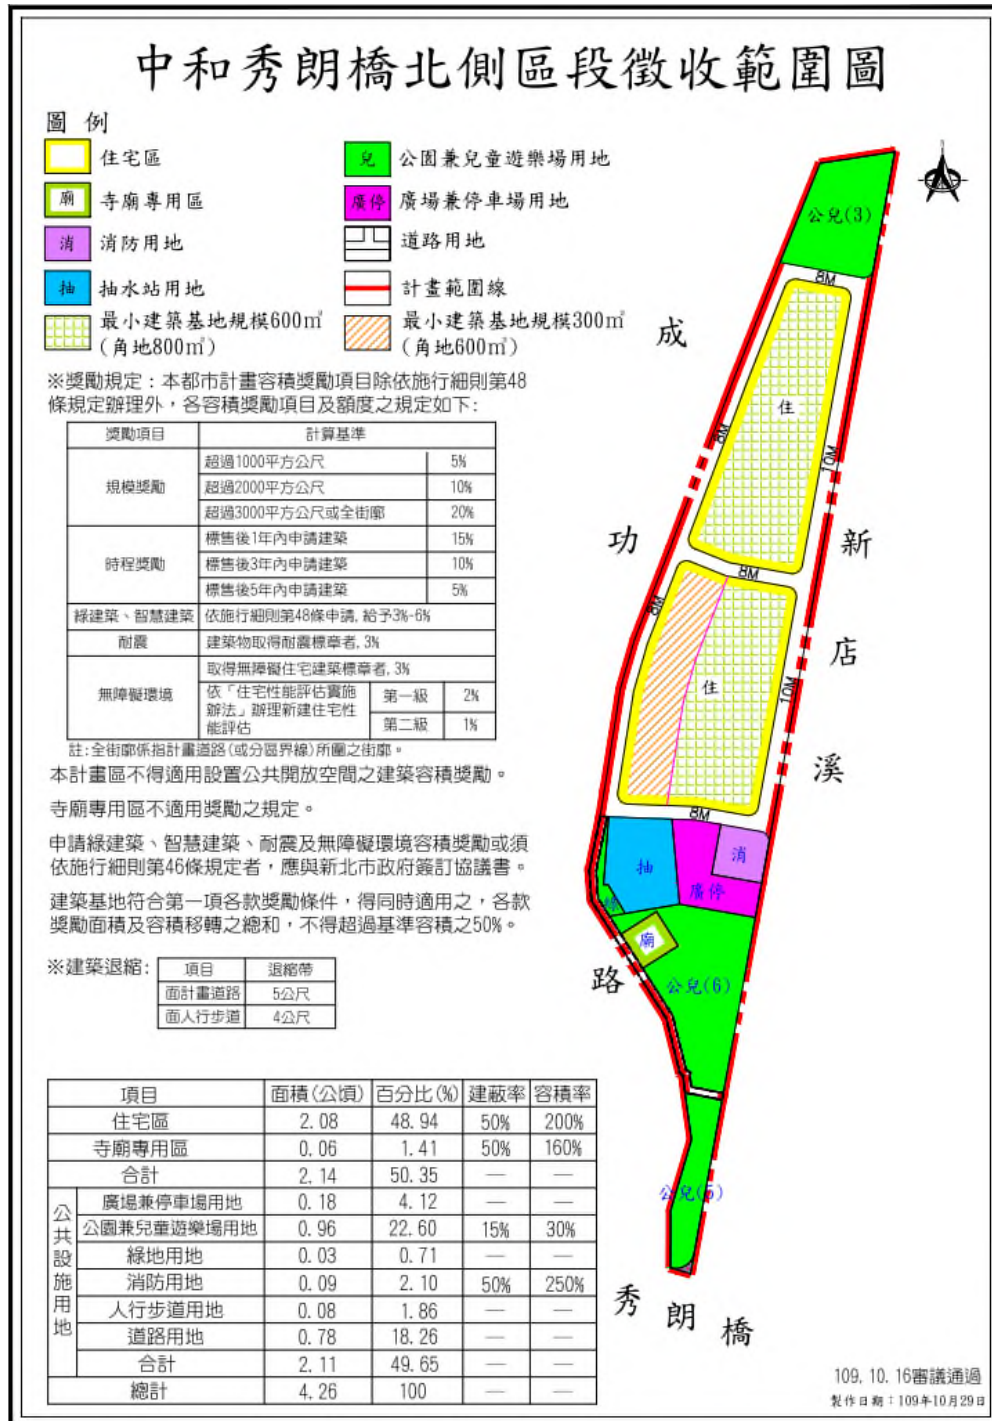 中和秀朗橋北側區段徵收範圍圖
圖 例
住宅區
兒 公園兼兒童遊樂場用地
廟 寺廟專用區
廣停 廣場兼停車場用地
消 消防用地
道路用地
抽 抽水站用地
計畫範圍線
最小建築基地規模600㎡
(角地800㎡)
最小建築基地規模300㎡
(角地600㎡)
※獎勵規定：本都市計畫容積獎勵項目除依施行細則第48
條規定辦理外，各容積獎勵項目及額度之規定如下:
獎勵項目 計算基準
規模獎勵 超過1000平方公尺 5%
超過2000平方公尺 10%
超過3000平方公尺或全街廓 20%
時程獎勵 標售後1年內申請建築 15%
標售後3年內申請建築 10%
標售後5年內申請建築 5%
綠建築、智慧建築 依施行細則第48條申請, 給予3%-6%
耐震 建築物取得耐震標章者, 3%
無障礙環境 取得無障礙住宅建築標章者, 3%
依「住宅性能評估實施
辦法」辦理新建住宅性
能評估
第一級 2%
第二級 1%
註:全街廓係指計畫道路(或分區界線)所圍之街廓。
本計畫區不得適用設置公共開放空間之建築容積獎勵。
寺廟專用區不適用獎勵之規定。
申請綠建築、智慧建築、耐震及無障礙環境容積獎勵或須
依施行細則第46條規定者，應與新北市政府簽訂協議書。
建築基地符合第一項各款獎勵條件，得同時適用之，各款
獎勵面積及容積移轉之總和，不得超過基準容積之50%。
※建築退縮:
項目 退縮帶
面計畫道路 5公尺
面人行步道 4公尺
項目 面積(公頃) 百分比(%) 建蔽率 容積率
住宅區 2.08 48.94 50% 200%
寺廟專用區 0.06 1.41 50% 160%
合計 2.14 50.35 — —
公共設施用地
廣場兼停車場用地 0.18 4.12 — —
公園兼兒童遊樂場用地 0.96 22.60 15% 30%
綠地用地 0.03 0.71 — —
消防用地 0.09 2.10 50% 250%
人行步道用地 0.08 1.86 — —
道路用地 0.78 18.26 — —
合計 2.11 49.65 — —
總計 4.26 100 — —
公兒(3)
8M
住
8M
10M
8M
8M
住
10M
8M
抽
消
廣停
綠
廟
公兒(6)
公兒(5)
成功路
新店溪
秀朗橋
109.10.16審議通過
製作日期：109年10月29日